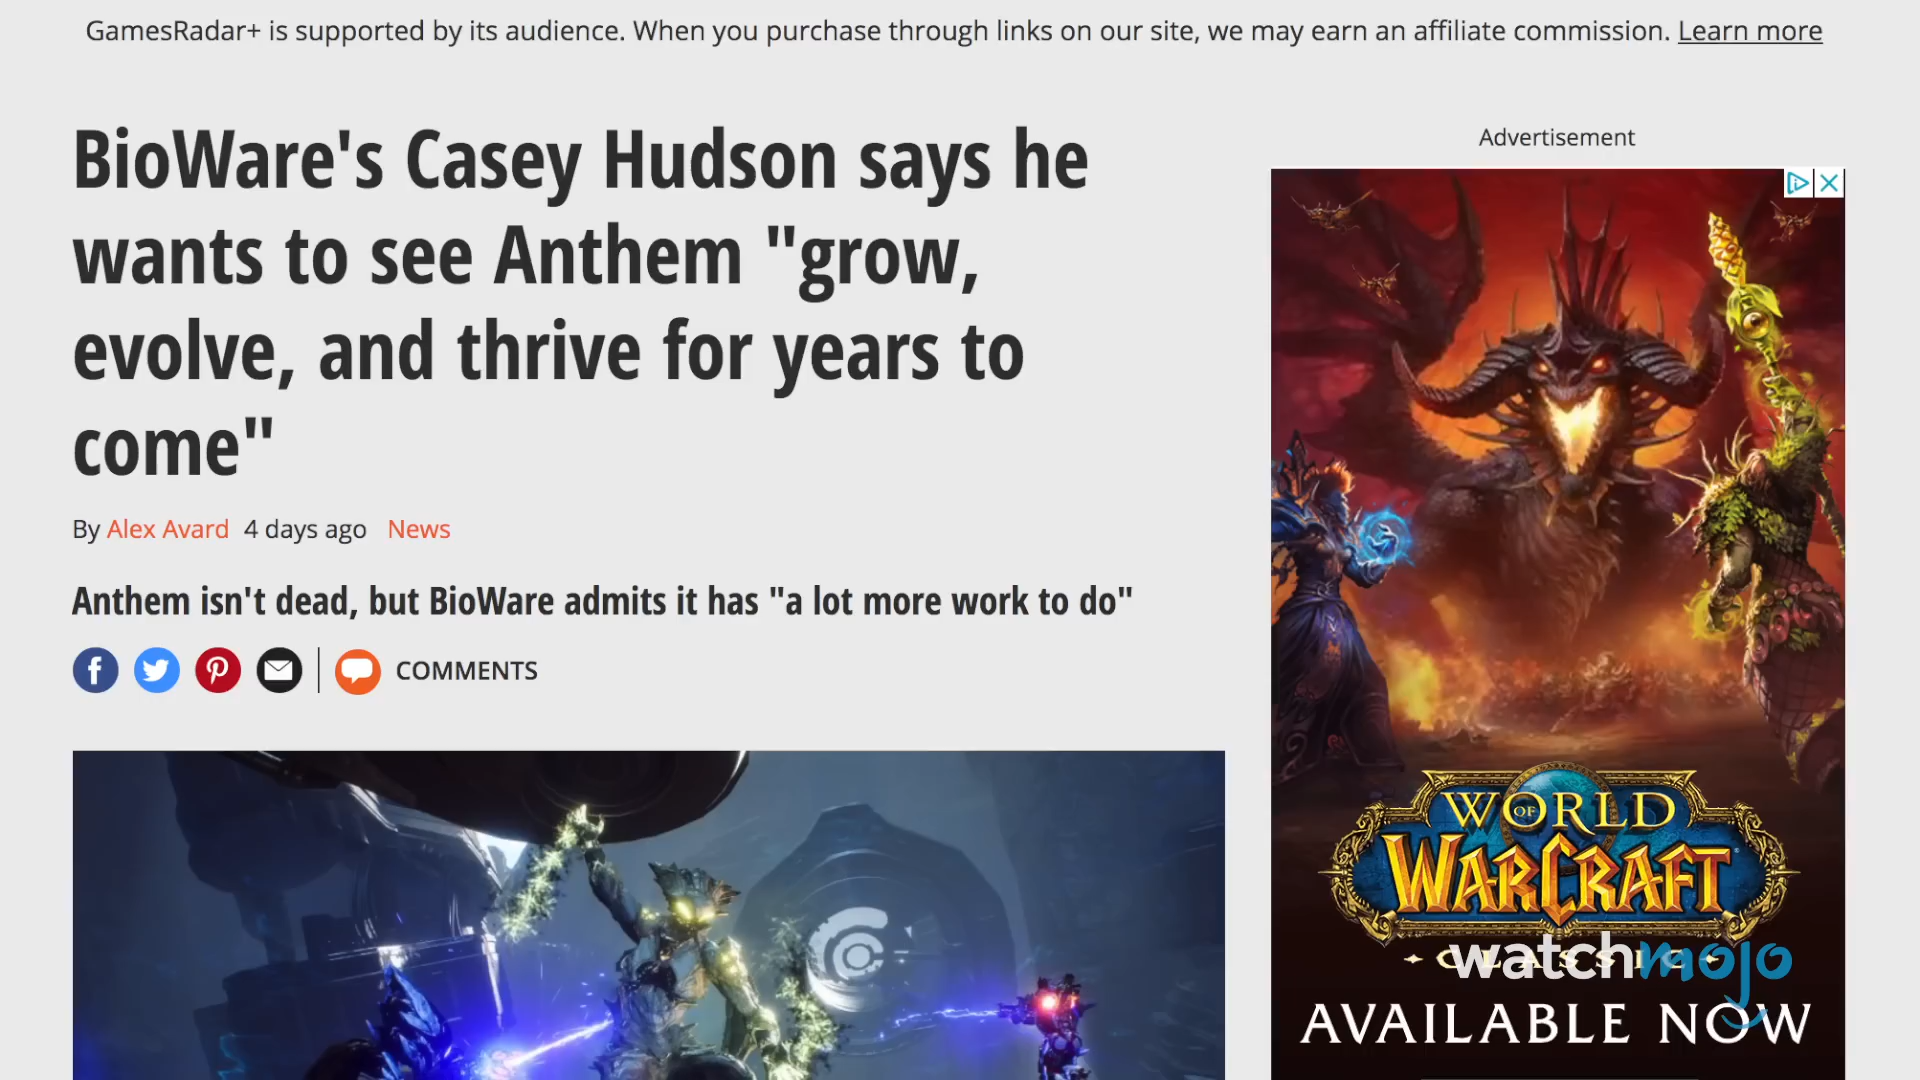 GamesRadar+ is supported by its audience. When you purchase through links on our site, we may earn an affiliate commission. Learn more
BioWare's Casey Hudson says he
wants to see Anthem "grow,
evolve, and thrive for years to
come"
By Alex Avard 4 days ago News
Anthem isn't dead, but BioWare admits it has "a lot more work to do"
f
COMMENTS
Advertisement
WORLD
OF
WARCRAFT
CLASSIC
watchmojo
AVAILABLE NOW